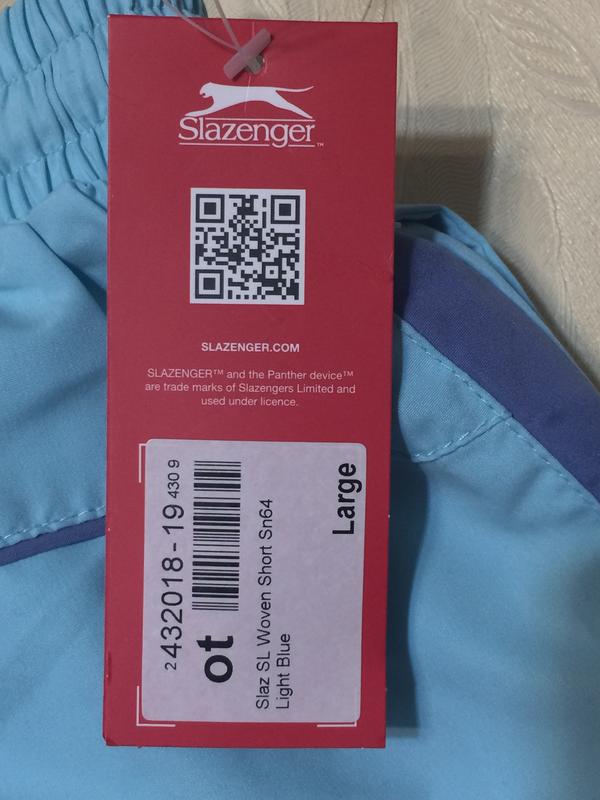 Slazenger™
SLAZENGER.COM
SLAZENGER™ and the Panther device™
are trade marks of Slazengers Limited and
used under licence.
2 432018-19 430 9
ot
Slaz SL Woven Short Sn64
Light Blue
Large